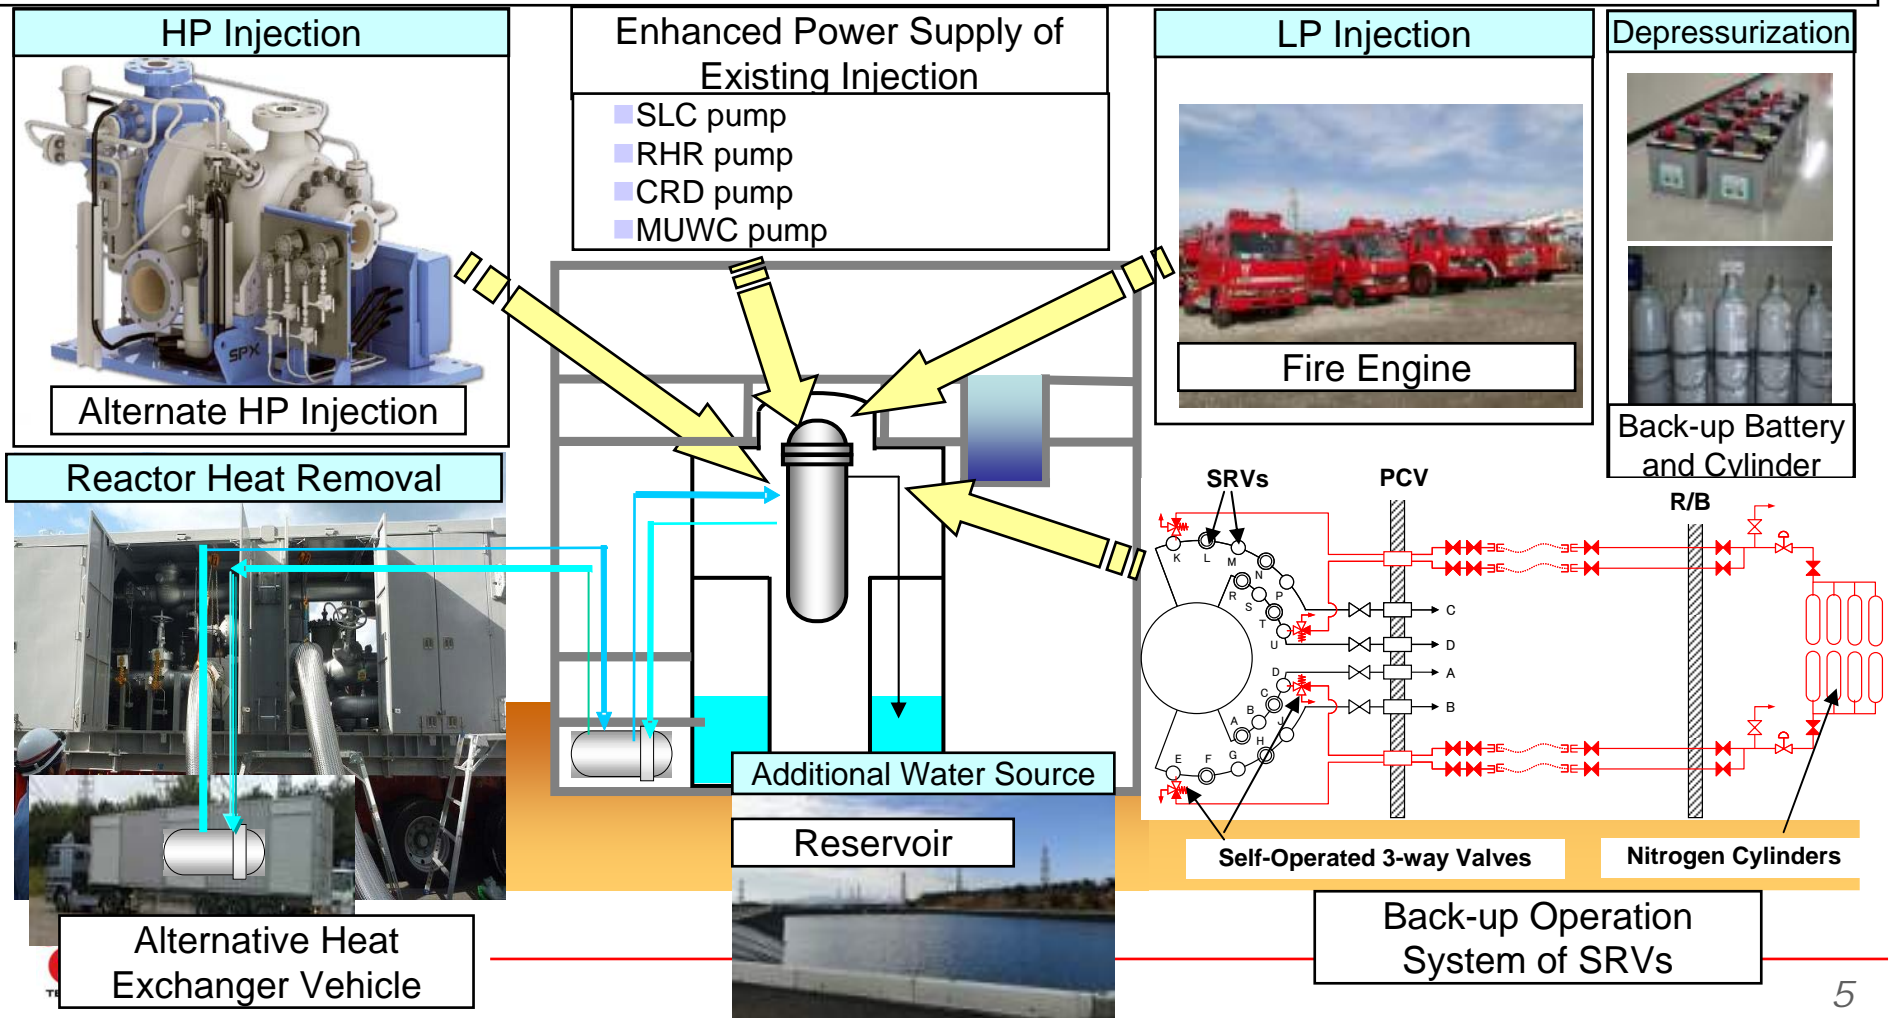 HP Injection
SPX
Alternate HP Injection
Enhanced Power Supply of
Existing Injection
SLC pump
RHR pump
CRD pump
MUWC pump
LP Injection
Fire Engine
Depressurization
Back-up Battery
and Cylinder
Reactor Heat Removal
Alternative Heat
Exchanger Vehicle
Additional Water Source
Reservoir
SRVs
PCV
R/B
K
L
M
N
P
R
S
T
U
C
D
A
B
D
C
B
A
J
H
G
F
E
Self-Operated 3-way Valves
Nitrogen Cylinders
Back-up Operation
System of SRVs
5